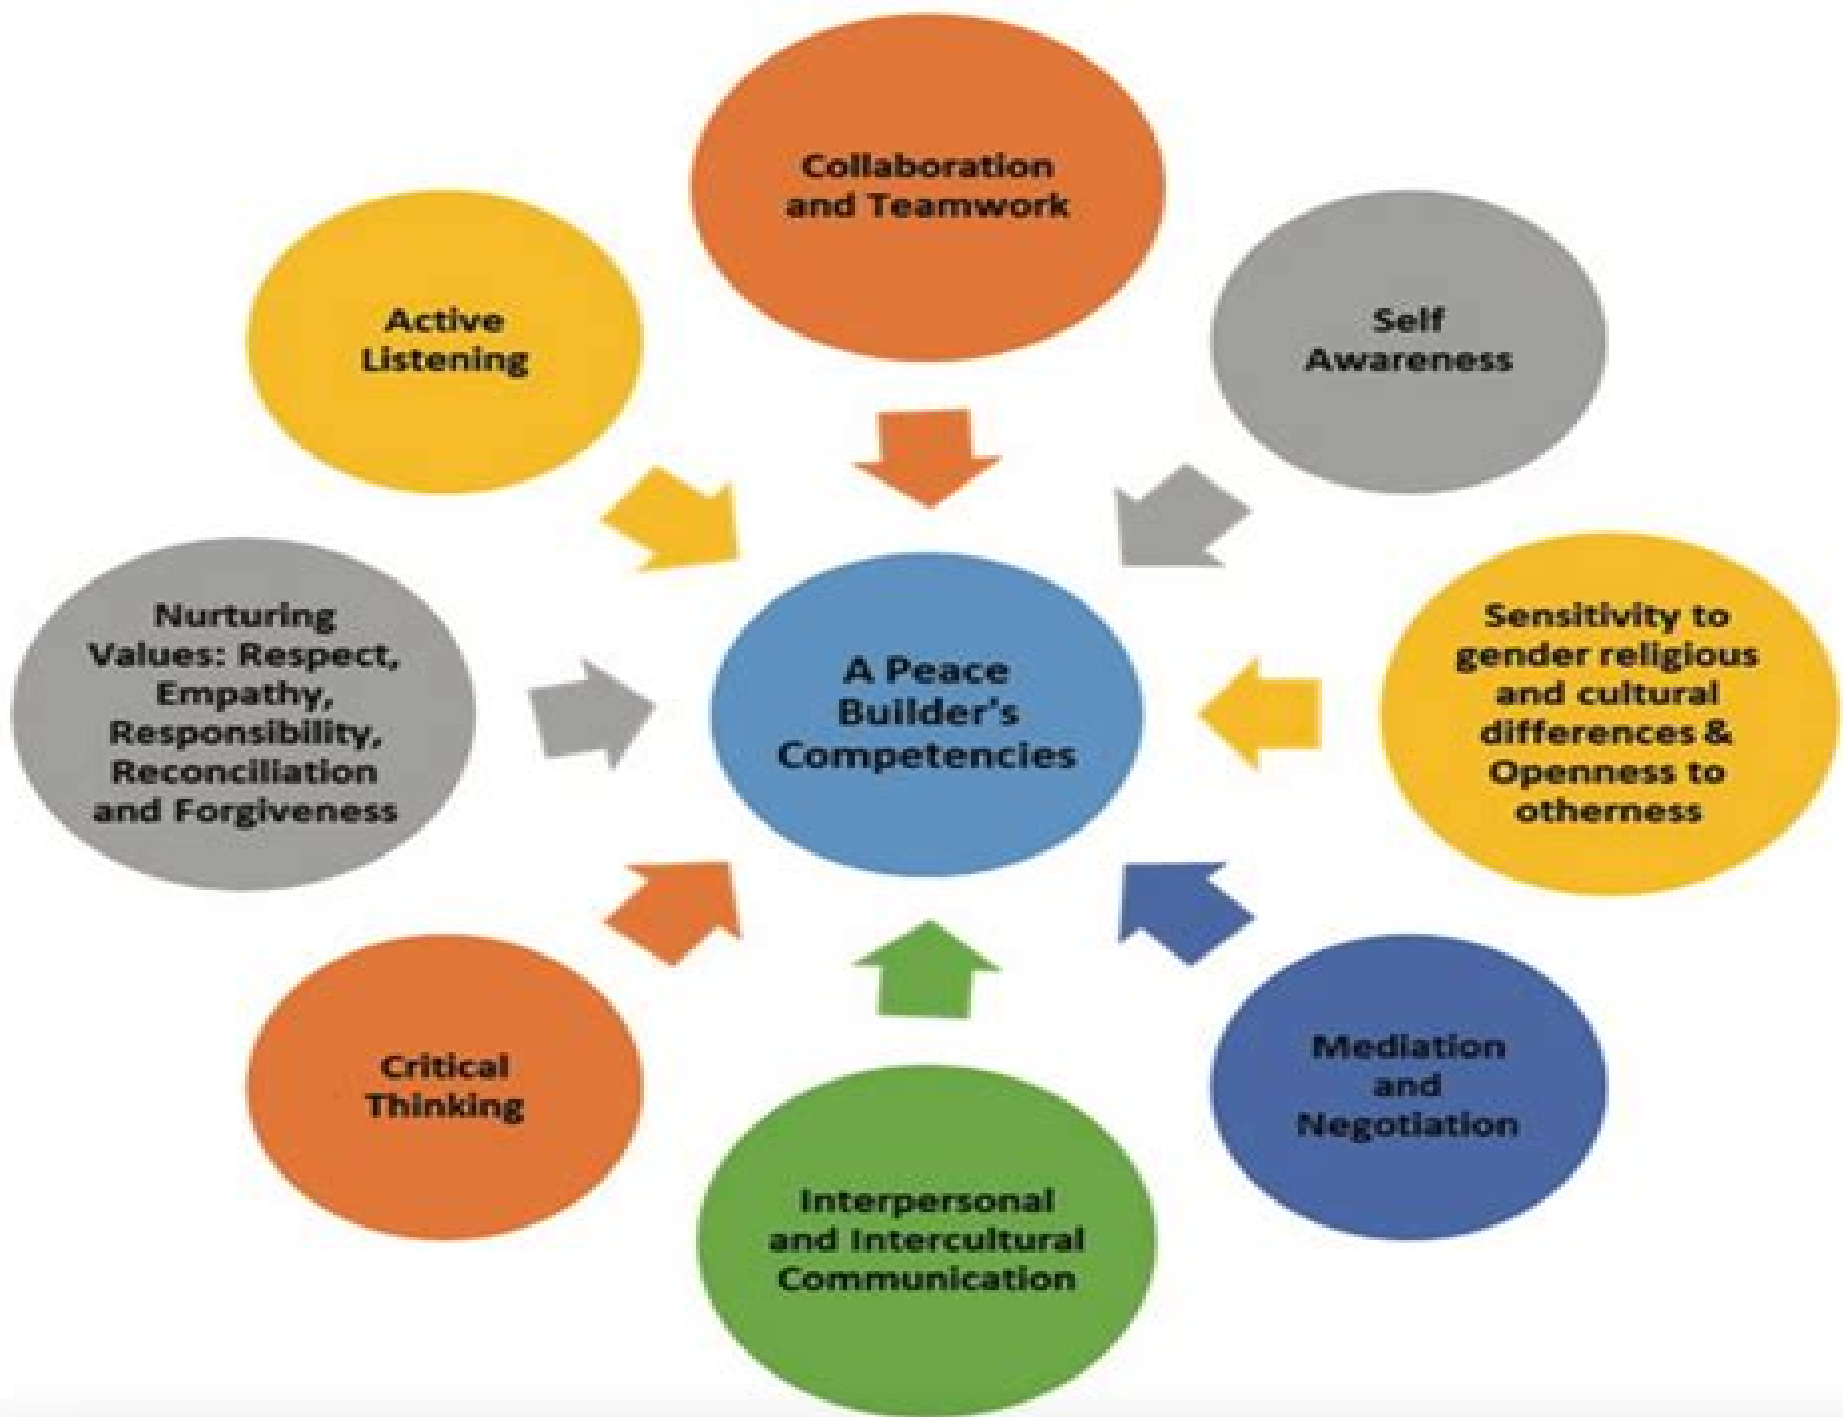 Collaboration
and Teamwork
Active
Listening
Self
Awareness
Nurturing
Values: Respect,
Empathy,
Responsibility,
Reconciliation
and Forgiveness
A Peace
Builder's
Competencies
Sensitivity to
gender religious
and cultural
differences &
Openness to
otherness
Critical
Thinking
Mediation
and
Negotiation
Interpersonal
and Intercultural
Communication